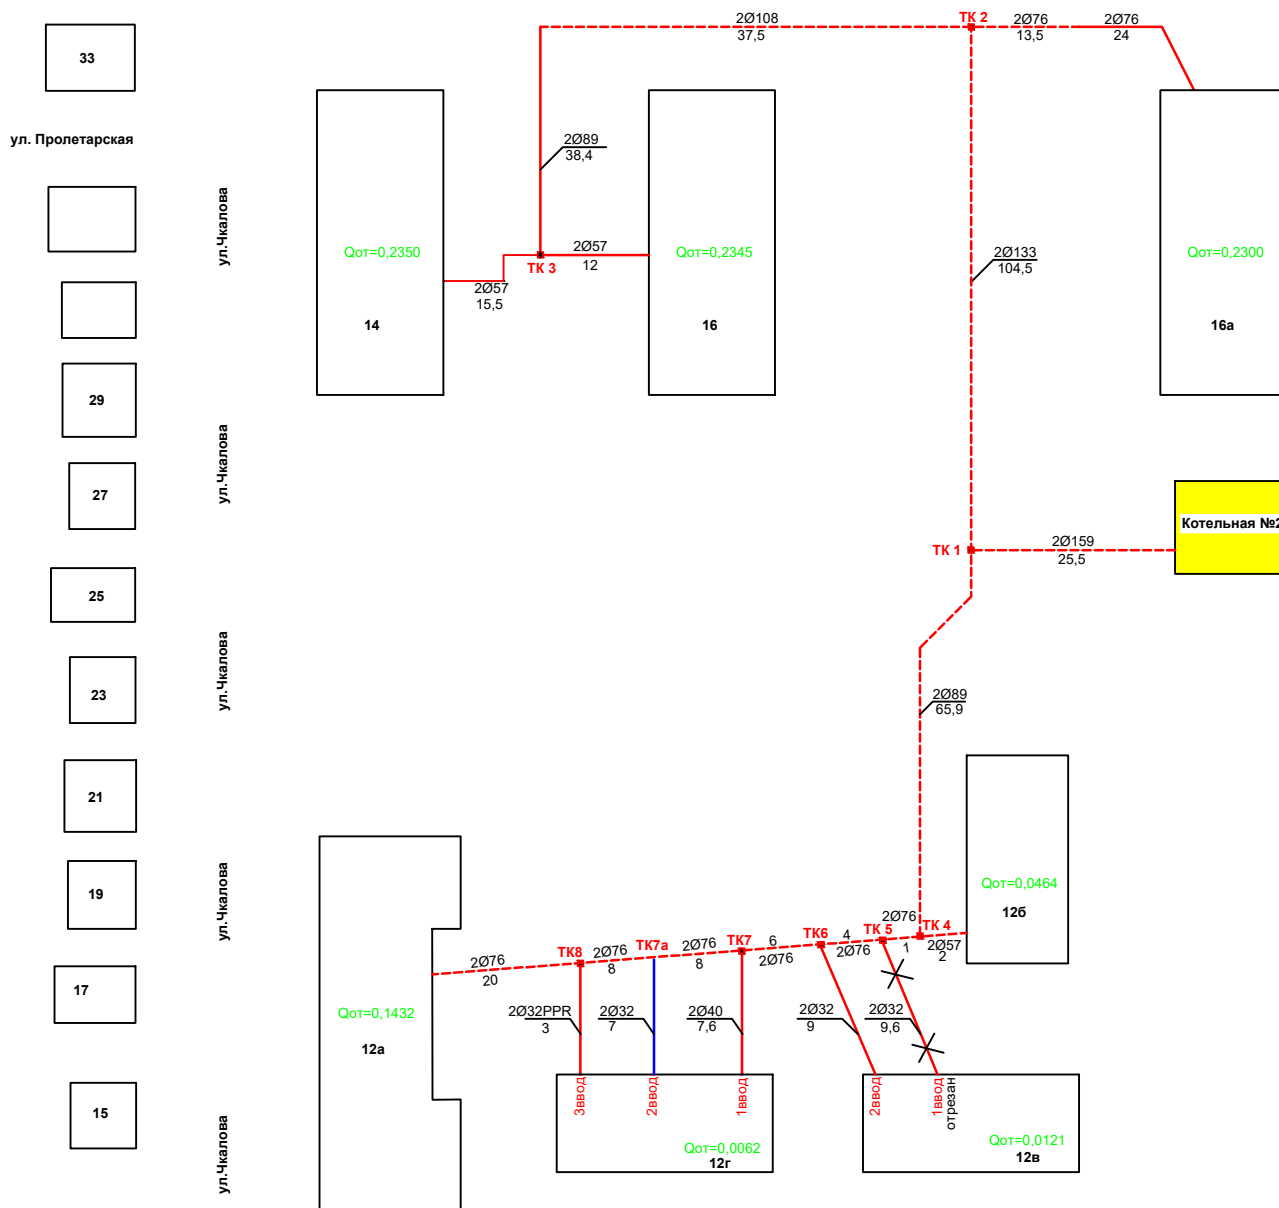 2Ø108
37,5
ТК 2
2Ø76
13,5
2Ø76
24
33
ул. Пролетарская
2Ø89
38,4
ул.Чкалова
Qот=0,2350
14
ТК 3
2Ø57
12
2Ø57
15,5
Qот=0,2345
16
2Ø133
104,5
Qот=0,2300
16а
29
ул.Чкалова
27
Котельная №2
ТК 1
2Ø159
25,5
25
ул.Чкалова
23
2Ø89
65,9
21
19
ул.Чкалова
Qот=0,0464
12б
2Ø76
ТК 4
1
2Ø57
2
ТК 5
4
2Ø76
ТК6
6
2Ø76
ТК7
2Ø76
8
ТК7а
2Ø76
8
ТК8
2Ø76
20
17
Qот=0,1432
12а
2Ø32PPR
3
2Ø32
7
2Ø40
7,6
2Ø32
9
2Ø32
9,6
15
3ввод
2ввод
1ввод
2ввод
1ввод
отрезан
Qот=0,0062
12г
Qот=0,0121
12в
ул.Чкалова